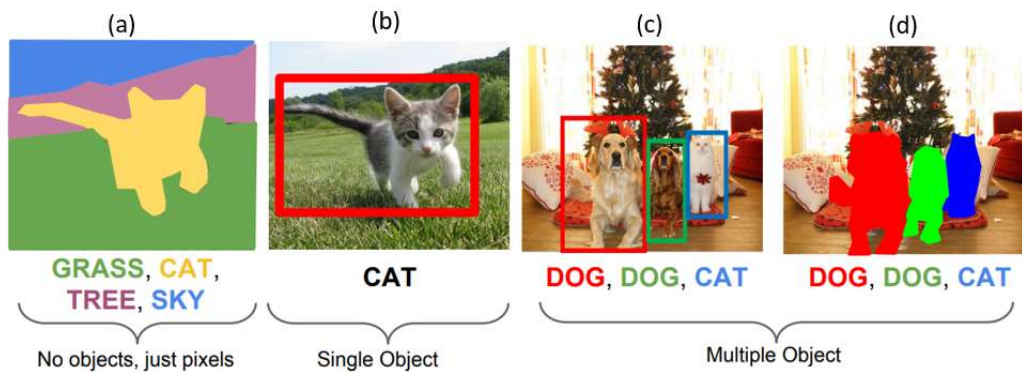 (a) (b) (c) (d)
GRASS, CAT, CAT DOG, DOG, CAT DOG, DOG, CAT
TREE, SKY
No objects, just pixels Single Object Multiple Object